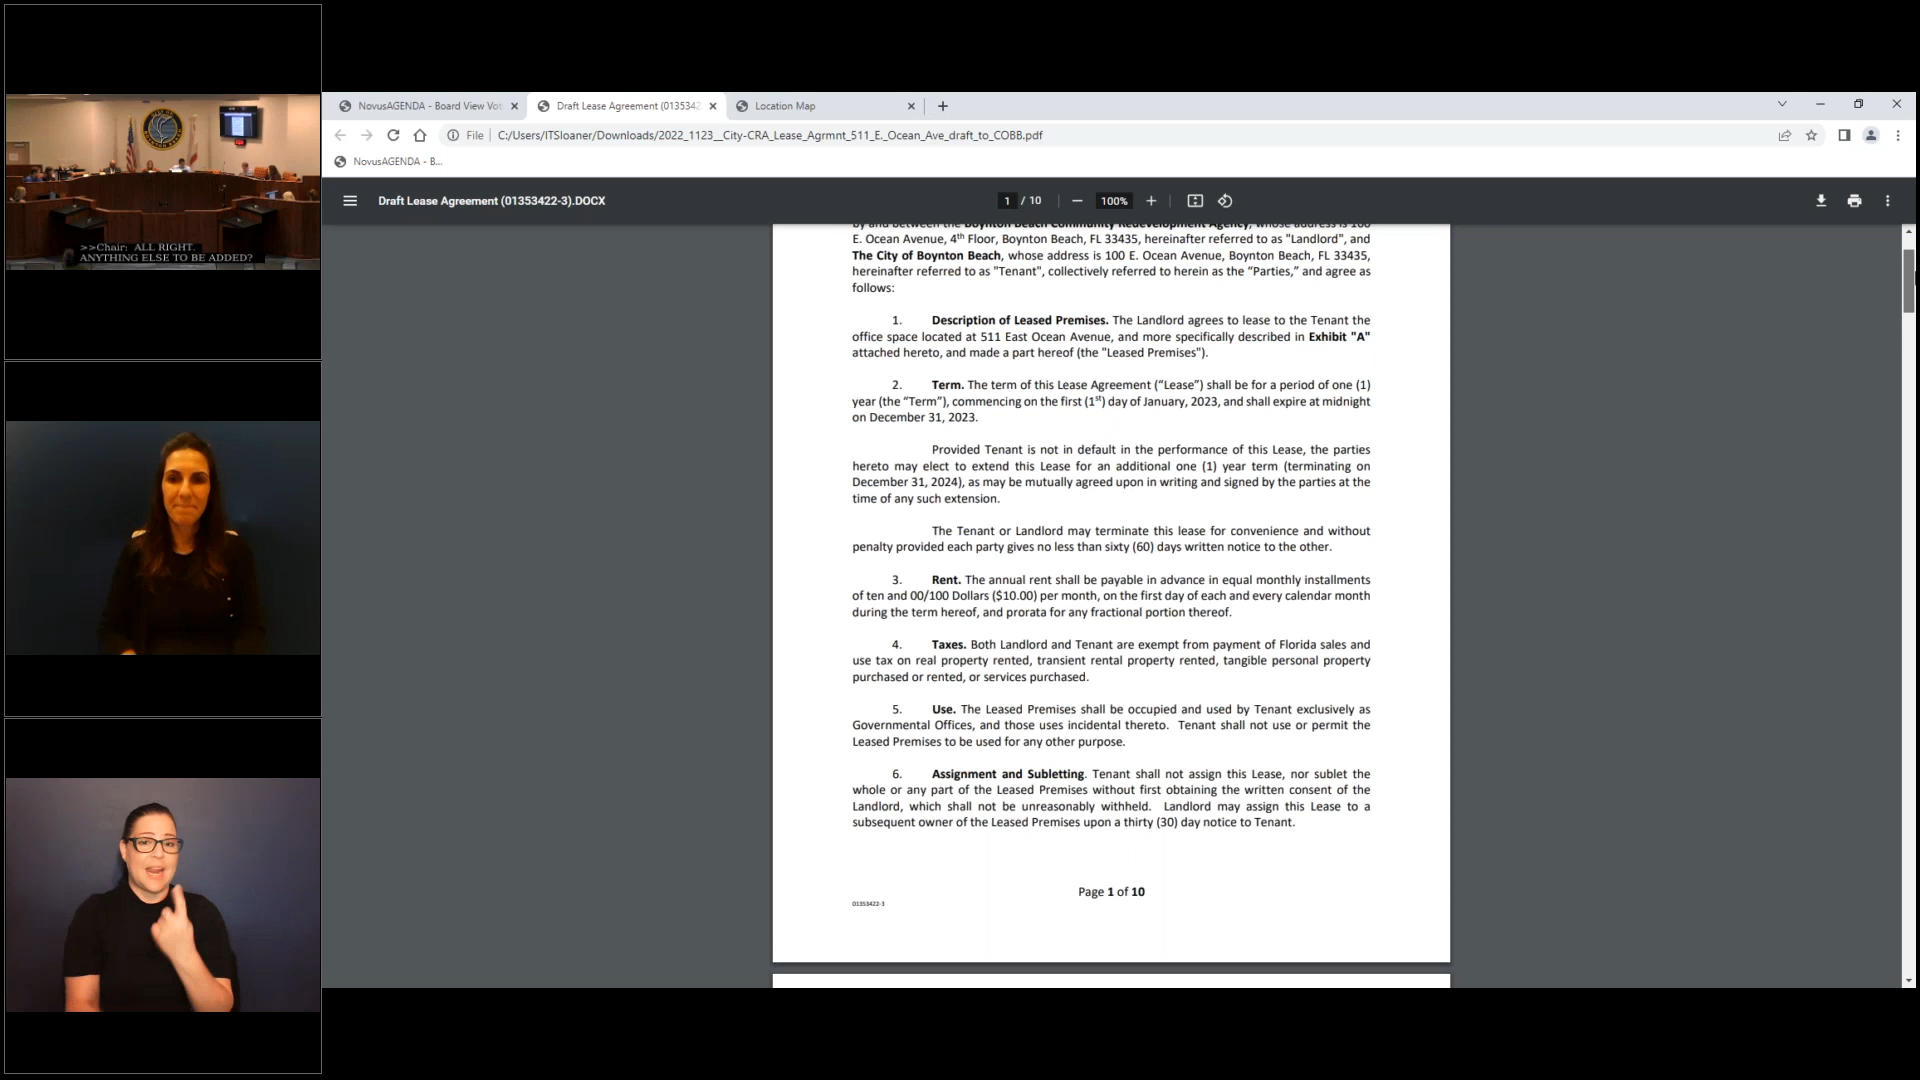 >>Chair: ALL RIGHT.
ANYTHING ELSE TO BE ADDED?
NovusAGENDA - Board View Vot
Draft Lease Agreement (0135342
Location Map
File
C:/Users/ITSloaner/Downloads/2022_1123__City-CRA_Lease_Agrmnt_511_E._Ocean_Ave_draft_to_COBB.pdf
NovusAGENDA - B...
Draft Lease Agreement (01353422-3).DOCX
1 / 10
100%
by and between the Boynton Beach Community Redevelopment Agency, whose address is 100
E. Ocean Avenue, 4th Floor, Boynton Beach, FL 33435, hereinafter referred to as "Landlord", and
The City of Boynton Beach, whose address is 100 E. Ocean Avenue, Boynton Beach, FL 33435,
hereinafter referred to as "Tenant", collectively referred to herein as the “Parties,” and agree as
follows:
1. Description of Leased Premises. The Landlord agrees to lease to the Tenant the
office space located at 511 East Ocean Avenue, and more specifically described in Exhibit "A"
attached hereto, and made a part hereof (the "Leased Premises").
2. Term. The term of this Lease Agreement (“Lease”) shall be for a period of one (1)
year (the “Term”), commencing on the first (1st) day of January, 2023, and shall expire at midnight
on December 31, 2023.
Provided Tenant is not in default in the performance of this Lease, the parties
hereto may elect to extend this Lease for an additional one (1) year term (terminating on
December 31, 2024), as may be mutually agreed upon in writing and signed by the parties at the
time of any such extension.
The Tenant or Landlord may terminate this lease for convenience and without
penalty provided each party gives no less than sixty (60) days written notice to the other.
3. Rent. The annual rent shall be payable in advance in equal monthly installments
of ten and 00/100 Dollars ($10.00) per month, on the first day of each and every calendar month
during the term hereof, and prorata for any fractional portion thereof.
4. Taxes. Both Landlord and Tenant are exempt from payment of Florida sales and
use tax on real property rented, transient rental property rented, tangible personal property
purchased or rented, or services purchased.
5. Use. The Leased Premises shall be occupied and used by Tenant exclusively as
Governmental Offices, and those uses incidental thereto. Tenant shall not use or permit the
Leased Premises to be used for any other purpose.
6. Assignment and Subletting. Tenant shall not assign this Lease, nor sublet the
whole or any part of the Leased Premises without first obtaining the written consent of the
Landlord, which shall not be unreasonably withheld. Landlord may assign this Lease to a
subsequent owner of the Leased Premises upon a thirty (30) day notice to Tenant.
Page 1 of 10
01353422-3